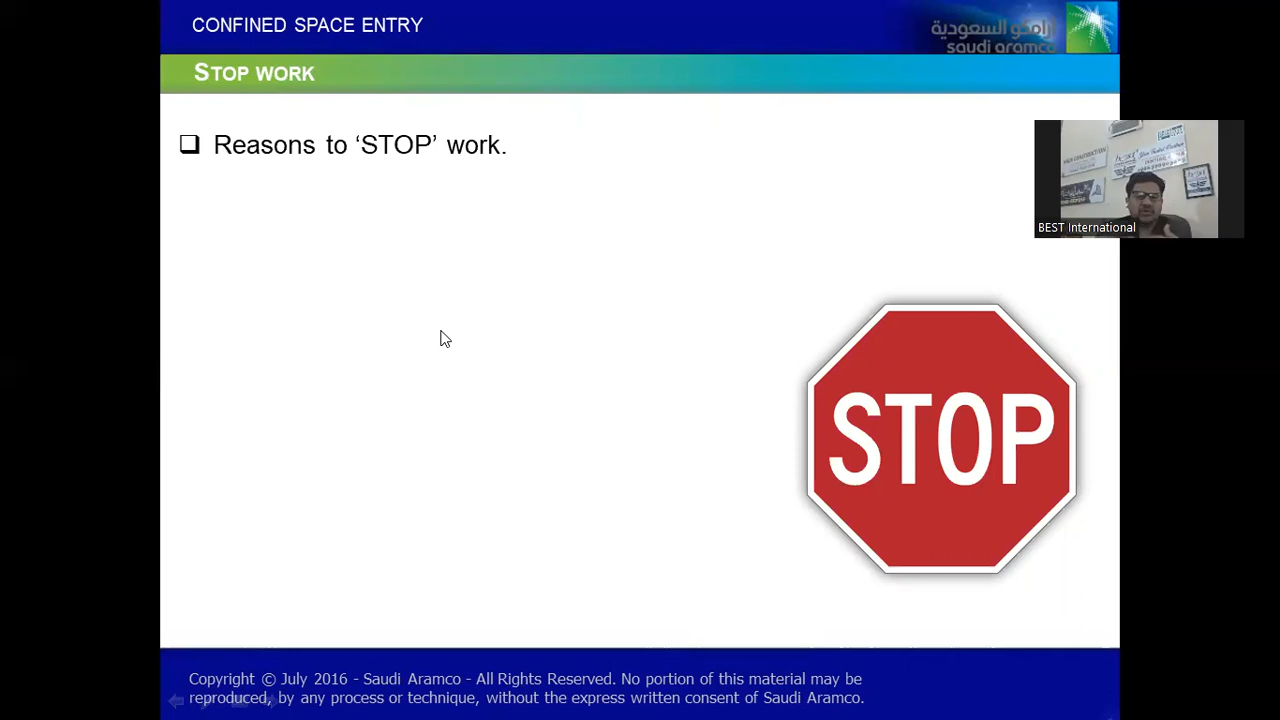 CONFINED SPACE ENTRY
أرامكو السعودية
saudi aramco
STOP WORK
Reasons to ‘STOP’ work.
BEST International
STOP
Copyright © July 2016 - Saudi Aramco - All Rights Reserved. No portion of this material may be
reproduced, by any process or technique, without the express written consent of Saudi Aramco.